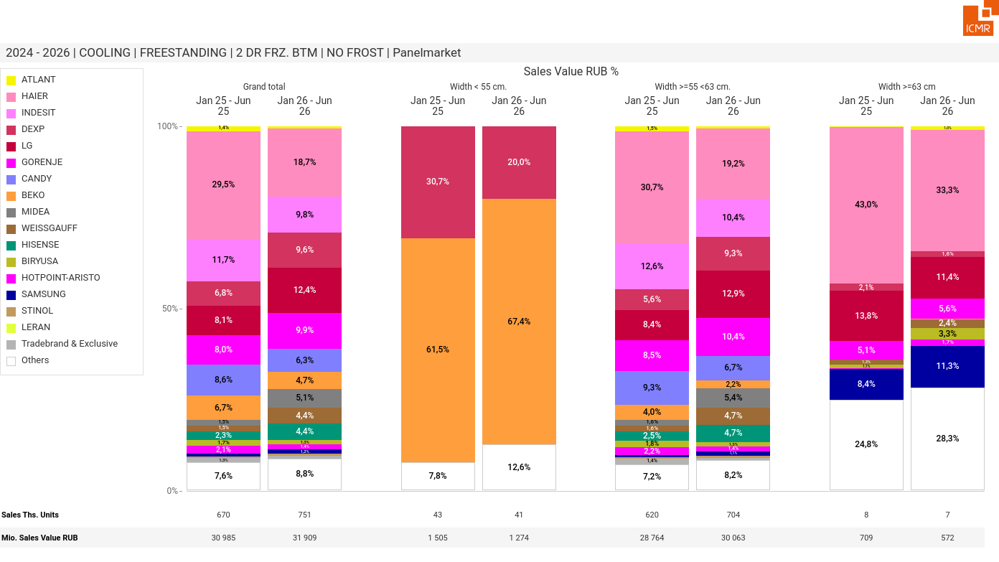 ICMR
2024 - 2026 | COOLING | FREESTANDING | 2 DR FRZ. BTM | NO FROST | Panelmarket
ATLANT
HAIER
INDESIT
DEXP
LG
GORENJE
CANDY
BEKO
MIDEA
WEISSGAUFF
HISENSE
BIRYUSA
HOTPOINT-ARISTO
SAMSUNG
STINOL
LERAN
Tradebrand & Exclusive
Others
Sales Value RUB %
Grand total
Width < 55 cm.
Width >=55 <63 cm.
Width >=63 cm
Jan 25 - Jun 25
Jan 26 - Jun 26
Jan 25 - Jun 25
Jan 26 - Jun 26
Jan 25 - Jun 25
Jan 26 - Jun 26
Jan 25 - Jun 25
Jan 26 - Jun 26
100%
50%
0%
1,4%
29,5%
11,7%
6,8%
8,1%
8,0%
8,6%
6,7%
1,5%
1,5%
2,3%
1,7%
2,1%
1,3%
7,6%
18,7%
9,8%
9,6%
12,4%
9,9%
6,3%
4,7%
5,1%
4,4%
4,4%
1,3%
1,4%
1,2%
8,8%
30,7%
61,5%
7,8%
20,0%
67,4%
12,6%
1,5%
30,7%
12,6%
5,6%
8,4%
8,5%
9,3%
4,0%
1,6%
1,6%
2,5%
1,8%
2,2%
1,4%
7,2%
19,2%
10,4%
9,3%
12,9%
10,4%
6,7%
2,2%
5,4%
4,7%
4,7%
1,3%
1,4%
1,1%
8,2%
43,0%
2,1%
13,8%
5,1%
1,3%
1,1%
8,4%
24,8%
1,0%
33,3%
1,6%
11,4%
5,6%
2,4%
3,3%
1,7%
11,3%
28,3%
Sales Ths. Units 670 751 43 41 620 704 8 7
Mio. Sales Value RUB 30 985 31 909 1 505 1 274 28 764 30 063 709 572